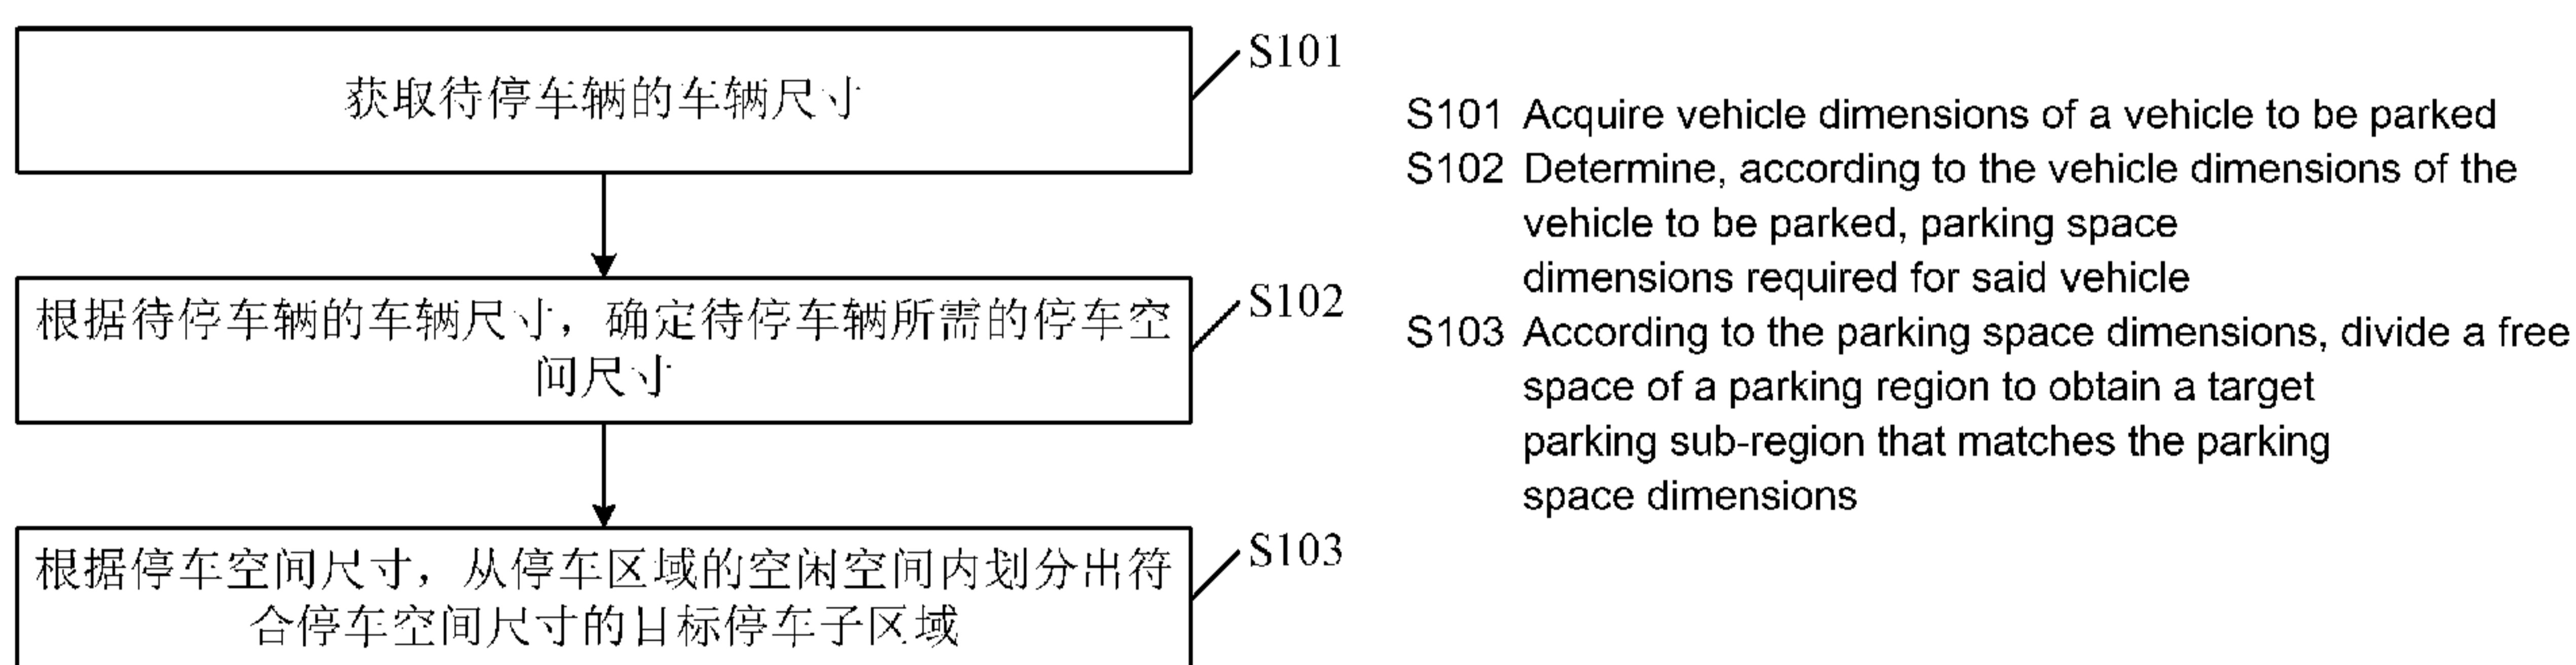 获取待停车辆的车辆尺寸
S101
根据待停车辆的车辆尺寸，确定待停车辆所需的停车空
间尺寸
S102
根据停车空间尺寸，从停车区域的空闲空间内划分出符
合停车空间尺寸的目标停车子区域
S103
S101 Acquire vehicle dimensions of a vehicle to be parked
S102 Determine, according to the vehicle dimensions of the
vehicle to be parked, parking space
dimensions required for said vehicle
S103 According to the parking space dimensions, divide a free
space of a parking region to obtain a target
parking sub-region that matches the parking
space dimensions